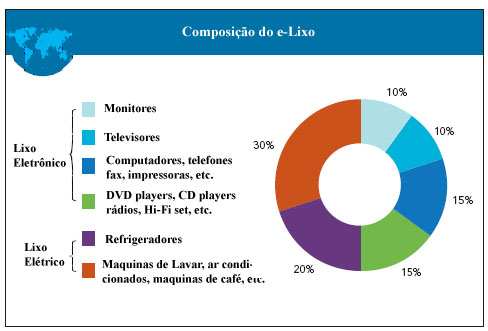 Composição do e-Lixo
Lixo
Eletrônico
Monitores
Televisores
Computadores, telefones
fax, impressoras, etc.
DVD players, CD players
rádios, Hi-Fi set, etc.
Lixo
Elétrico
Refrigeradores
Maquinas de Lavar, ar condi-
cionados, maquinas de café, etc.
10%
10%
15%
15%
20%
30%